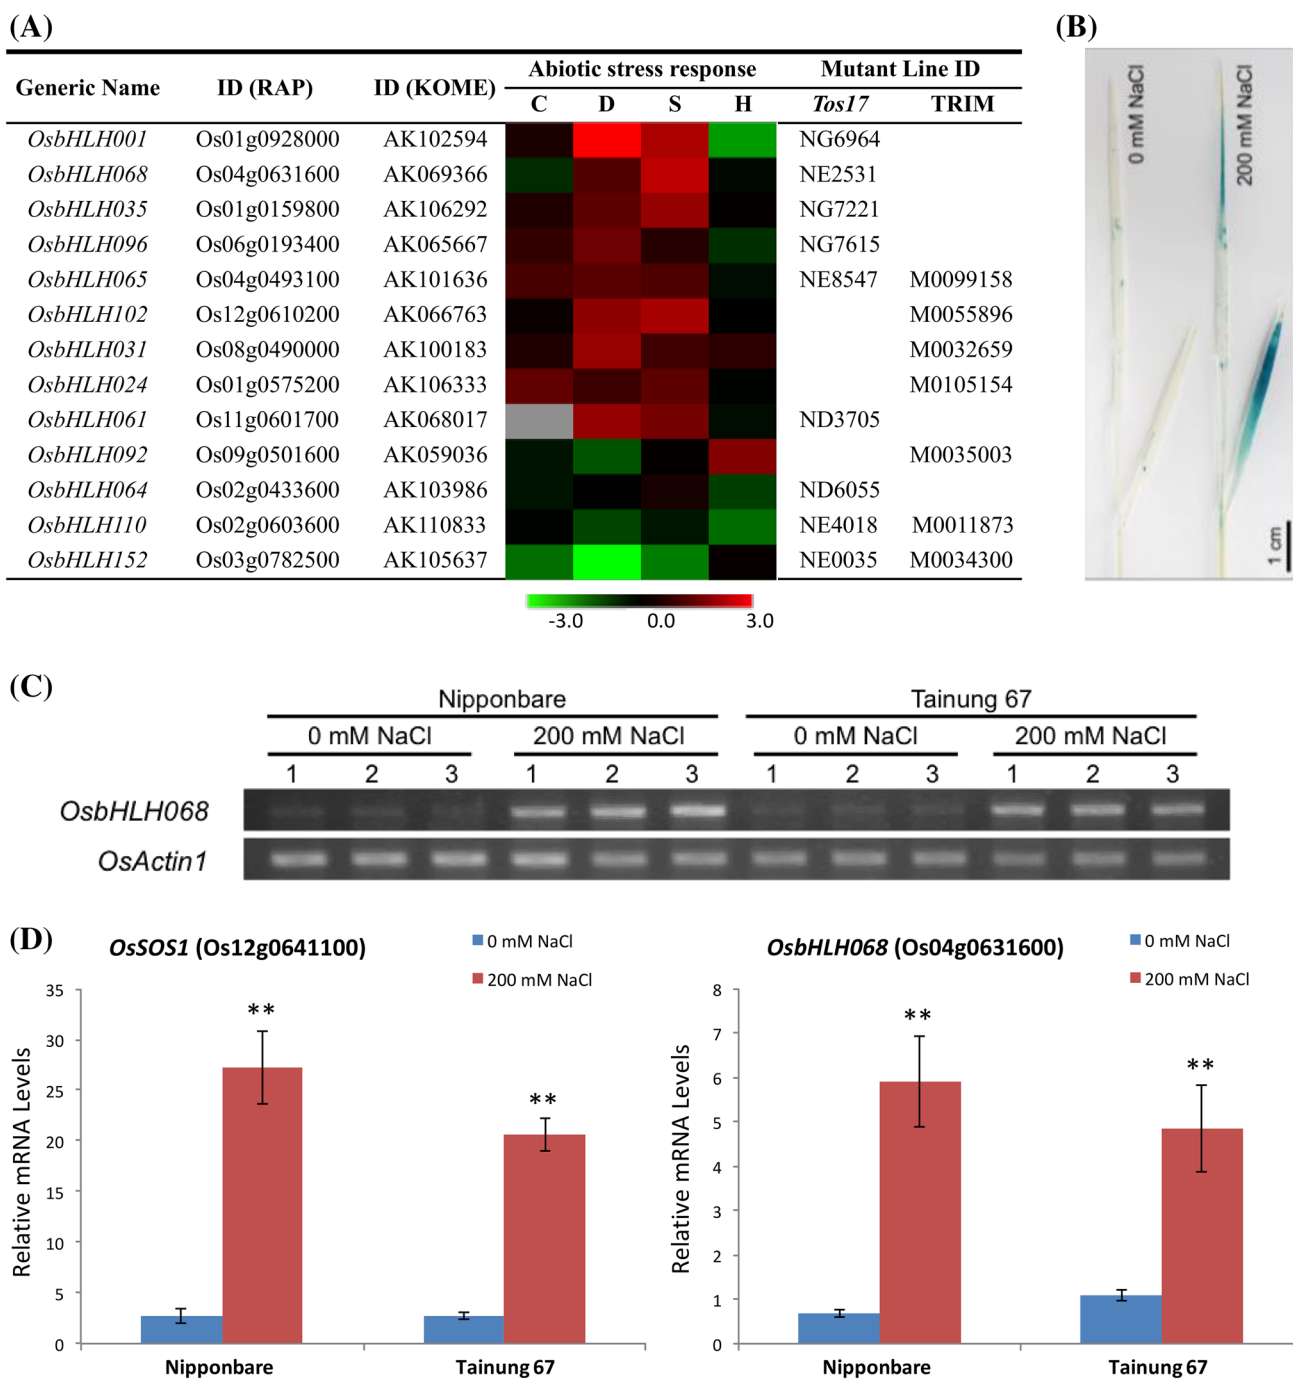 (A)
Generic Name ID (RAP) ID (KOME) Abiotic stress response Mutant Line ID
C D S H Tos17 TRIM
OsbHLH001 Os01g0928000 AK102594 NG6964
OsbHLH068 Os04g0631600 AK069366 NE2531
OsbHLH035 Os01g0159800 AK106292 NG7221
OsbHLH096 Os06g0193400 AK065667 NG7615
OsbHLH065 Os04g0493100 AK101636 NE8547 M0099158
OsbHLH102 Os12g0610200 AK066763 M0055896
OsbHLH031 Os08g0490000 AK100183 M0032659
OsbHLH024 Os01g0575200 AK106333 M0105154
OsbHLH061 Os11g0601700 AK068017 ND3705
OsbHLH092 Os09g0501600 AK059036 M0035003
OsbHLH064 Os02g0433600 AK103986 ND6055
OsbHLH110 Os02g0603600 AK110833 NE4018 M0011873
OsbHLH152 Os03g0782500 AK105637 NE0035 M0034300
-3.0 0.0 3.0
(B)
0 mM NaCl
200 mM NaCl
1 cm
(C)
Nipponbare Tainung 67
0 mM NaCl 200 mM NaCl 0 mM NaCl 200 mM NaCl
1 2 3 1 2 3 1 2 3 1 2 3
OsbHLH068
OsActin1
(D)
OsSOS1 (Os12g0641100)
0 mM NaCl
200 mM NaCl
Relative mRNA Levels
35
30
25
20
15
10
5
0
**
**
Nipponbare Tainung 67
OsbHLH068 (Os04g0631600)
0 mM NaCl
200 mM NaCl
Relative mRNA Levels
8
7
6
5
4
3
2
1
0
**
**
Nipponbare Tainung 67